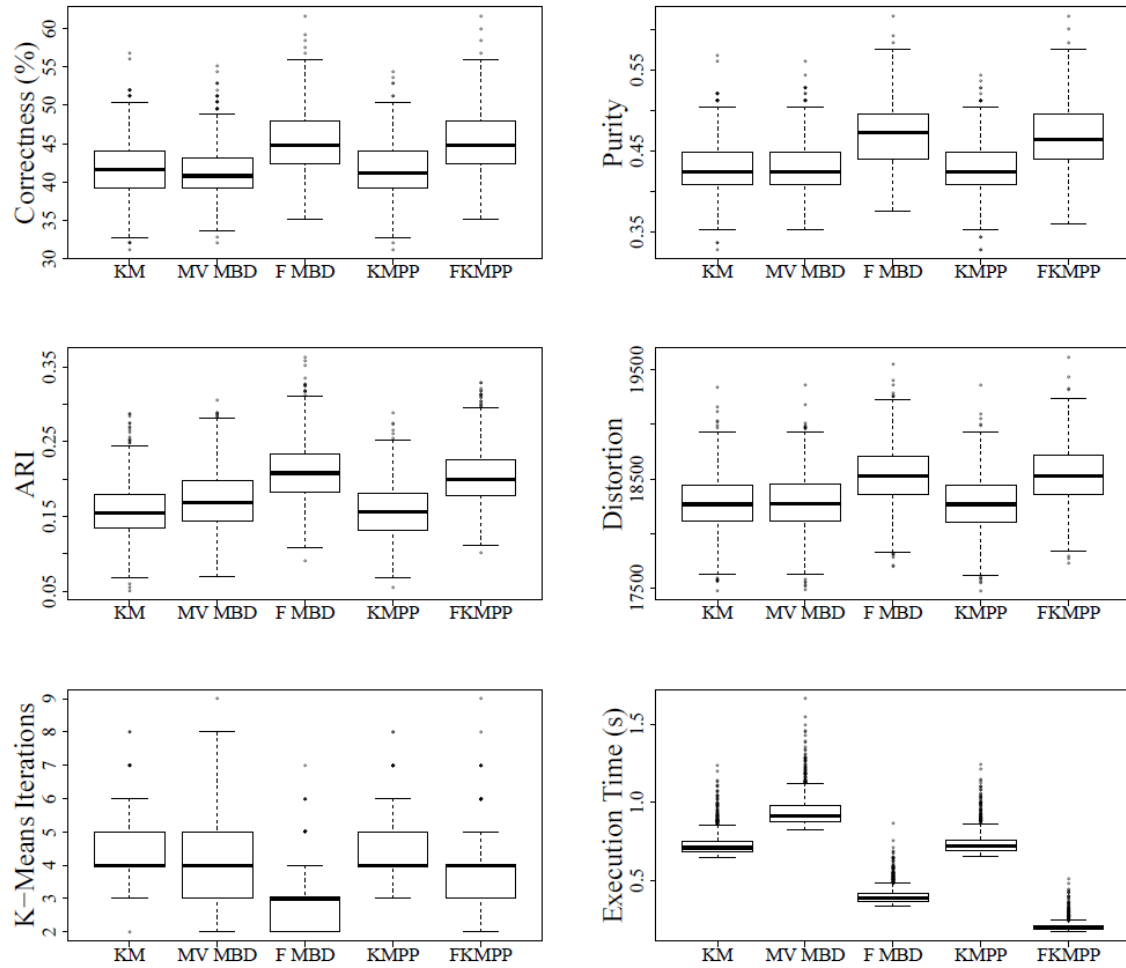 Correctness (%)
30 35 40 45 50 55 60
KM MV MBD F MBD KMPP FKMPP
Purity
0.35 0.45 0.55
KM MV MBD F MBD KMPP FKMPP
ARI
0.05 0.15 0.25 0.35
KM MV MBD F MBD KMPP FKMPP
Distortion
17500 18500 19500
KM MV MBD F MBD KMPP FKMPP
K−Means Iterations
2 3 4 5 6 7 8 9
KM MV MBD F MBD KMPP FKMPP
Execution Time (s)
0.5 1.0 1.5
KM MV MBD F MBD KMPP FKMPP